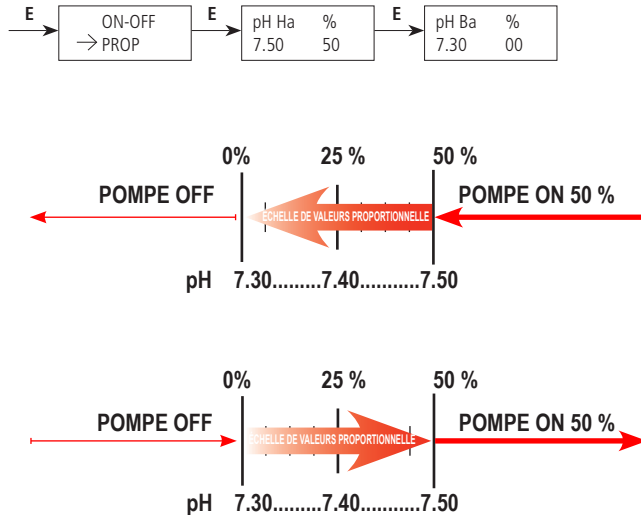 E
ON-OFF
PROP
E
pH Ha %
7.50 50
E
pH Ba %
7.30 00
0% 25 % 50 %
POMPE OFF
ÉCHELLE DE VALEURS PROPORTIONNELLE
POMPE ON 50 %
pH 7.30.........7.40...........7.50
0% 25 % 50 %
POMPE OFF
ÉCHELLE DE VALEURS PROPORTIONNELLE
POMPE ON 50 %
pH 7.30.........7.40...........7.50